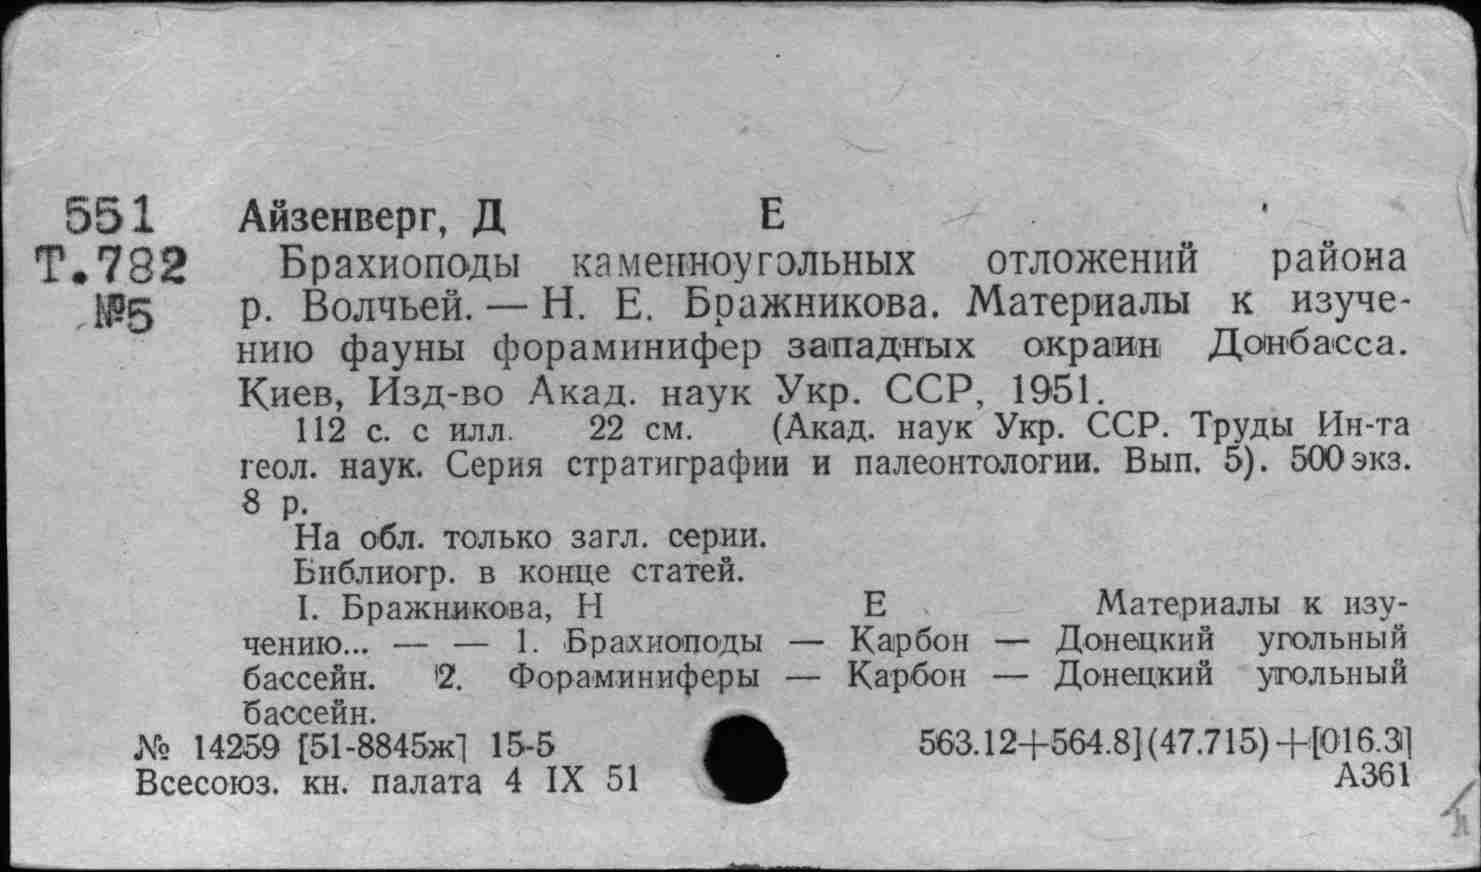 551 Айзенверг, Д Е
Т.782 Брахиоподы каменноугольных отложений района
№5 р. Волчьей. — Н. Е. Бражникова. Материалы к изуче-
нию фауны фораминифер западных окраин Донбасса.
Киев, Изд-во Акад. наук Укр. ССР, 1951.
112 с. с илл. 22 см. (Акад. наук Укр. ССР. Труды Ин-та
геол. наук. Серия стратиграфии и палеонтологии. Вып. 5). 500 экз.
8 р.
На обл. только загл. серии.
Библиогр. в конце статей.
I. Бражникова, Н Е Материалы к изу-
чению... — — 1. Брахиоподы — Карбон — Донецкий угольный
бассейн. 2. Фораминиферы — Карбон — Донецкий угольный
бассейн.
№ 14259 [51-8845ж] 15-5 563.12+564.8](47.715)+[016.3]
Всесоюз. кн. палата 4 IX 51 А361